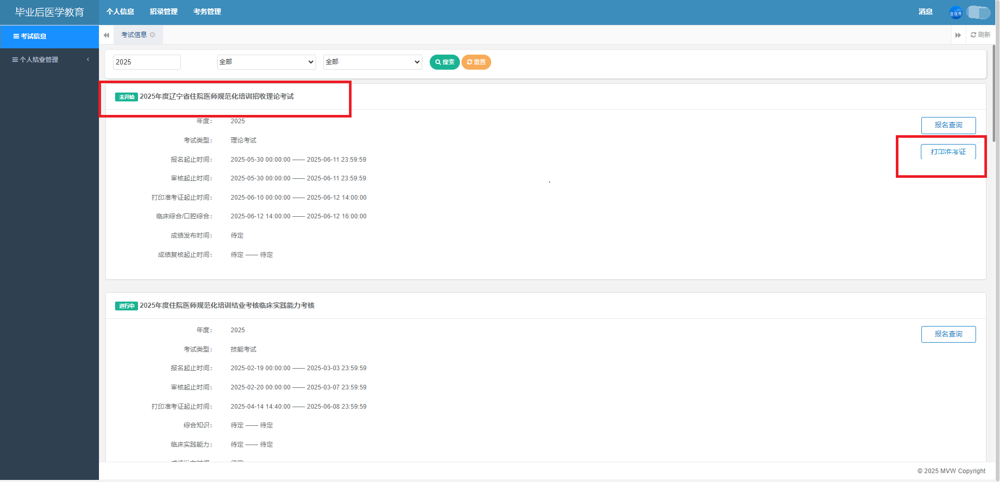 毕业后医学教育 个人信息 招录管理 考务管理 消息 医视界
考试信息
个人结业管理
考试信息 刷新
2025 全部 全部 搜索 重置
未开始 2025年度辽宁省住院医师规范化培训招收理论考试
年度： 2025
报名查询
考试类型： 理论考试
打印准考证
报名起止时间： 2025-05-30 00:00:00 —— 2025-06-11 23:59:59
审核起止时间： 2025-05-30 00:00:00 —— 2025-06-11 23:59:59
打印准考证起止时间： 2025-06-10 00:00:00 —— 2025-06-12 14:00:00
临床综合/口腔综合： 2025-06-12 14:00:00 —— 2025-06-12 16:00:00
成绩发布时间： 待定
成绩复核起止时间： 待定 —— 待定
进行中 2025年度住院医师规范化培训结业考核临床实践能力考核
年度： 2025
报名查询
考试类型： 技能考试
报名起止时间： 2025-02-19 00:00:00 —— 2025-03-03 23:59:59
审核起止时间： 2025-02-20 00:00:00 —— 2025-03-07 23:59:59
打印准考证起止时间： 2025-04-14 14:40:00 —— 2025-06-08 23:59:59
综合知识： 待定 —— 待定
临床实践能力： 待定 —— 待定
© 2025 MVW Copyright